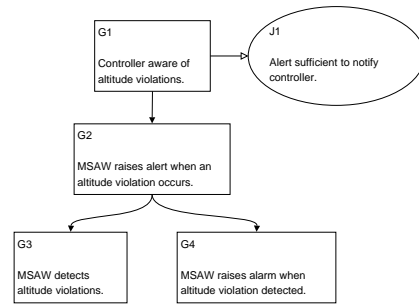 G1
Controller aware of
altitude violations.
J1
Alert sufficient to notify
controller.
G2
MSAW raises alert when an
altitude violation occurs.
G3
MSAW detects
altitude violations.
G4
MSAW raises alarm when
altitude violation detected.